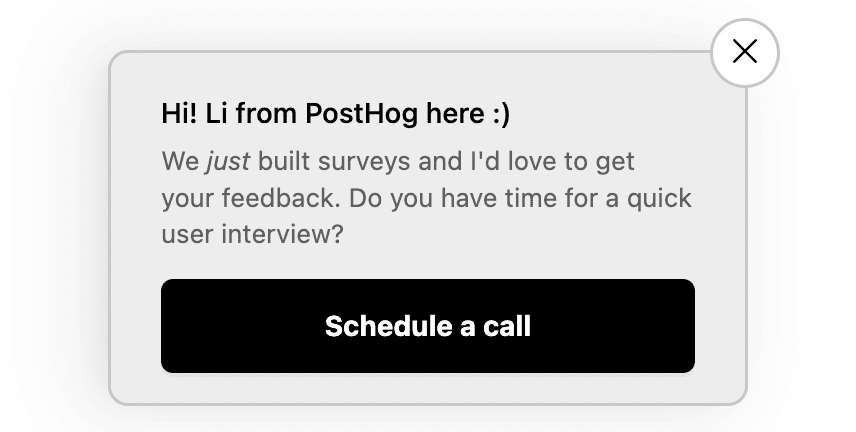 Hi! Li from PostHog here :)
We just built surveys and I'd love to get
your feedback. Do you have time for a quick
user interview?
Schedule a call